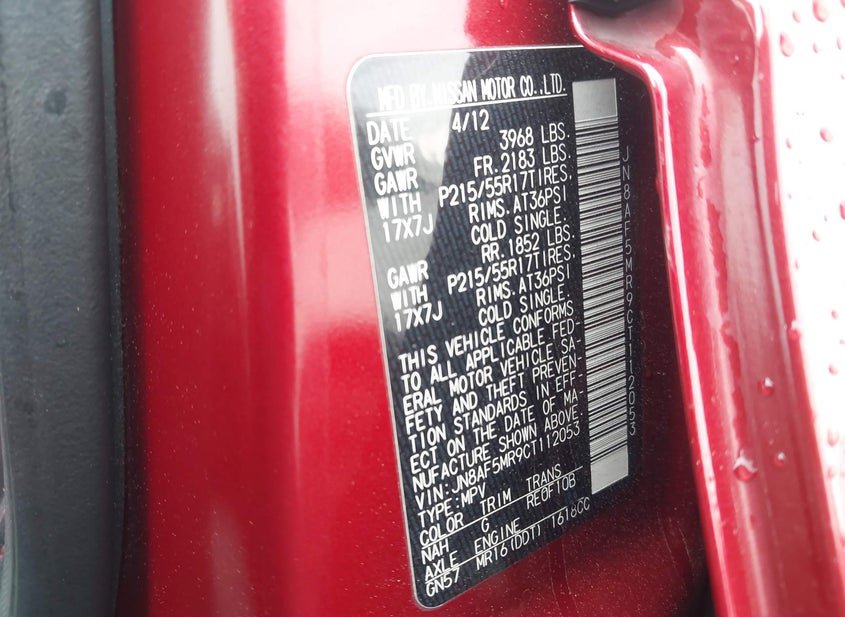 MFD BY NISSAN MOTOR CO.,LTD.
DATE 4/12
GVWR 3968 LBS.
GAWR FR.2183 LBS.
WITH P215/55R17TIRES.
17X7J RIMS.AT36PSI
COLD SINGLE.
GAWR RR.1852 LBS.
WITH P215/55R17TIRES.
17X7J RIMS.AT36PSI
COLD SINGLE.
THIS VEHICLE CONFORMS
TO ALL APPLICABLE FED-
ERAL MOTOR VEHICLE SA-
FETY AND THEFT PREVEN-
TION STANDARDS IN EFF-
ECT ON THE DATE OF MA-
NUFACTURE SHOWN ABOVE.
VIN:JN8AF5MR9CT112053
TYPE:MPV
COLOR TRIM TRANS
NAH G RE0F10B
AXLE ENGINE
GN57 MR16(DDT) 1618CC
JN8AF5MR9CT112053